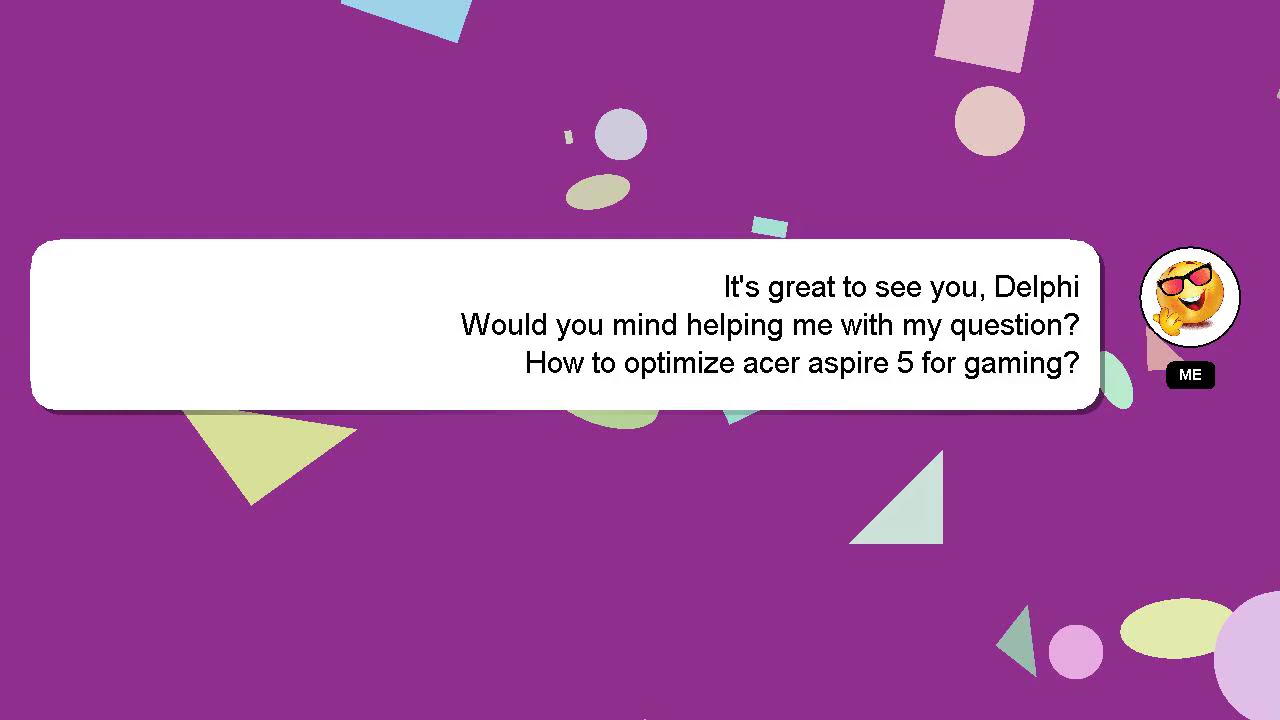 It's great to see you, Delphi
Would you mind helping me with my question?
How to optimize acer aspire 5 for gaming?
ME